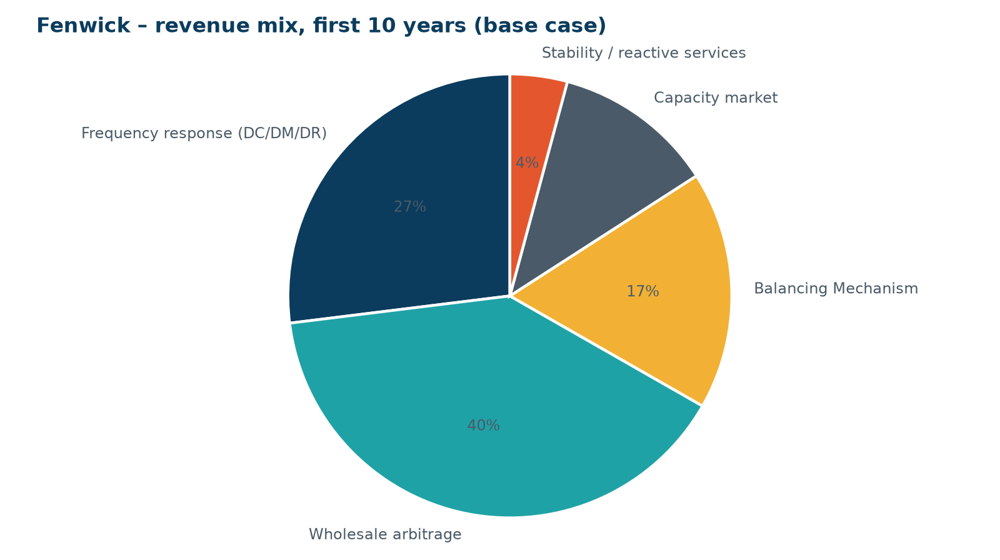 Fenwick – revenue mix, first 10 years (base case)
Stability / reactive services
Capacity market
Frequency response (DC/DM/DR)
4%
27%
17%
Balancing Mechanism
40%
Wholesale arbitrage